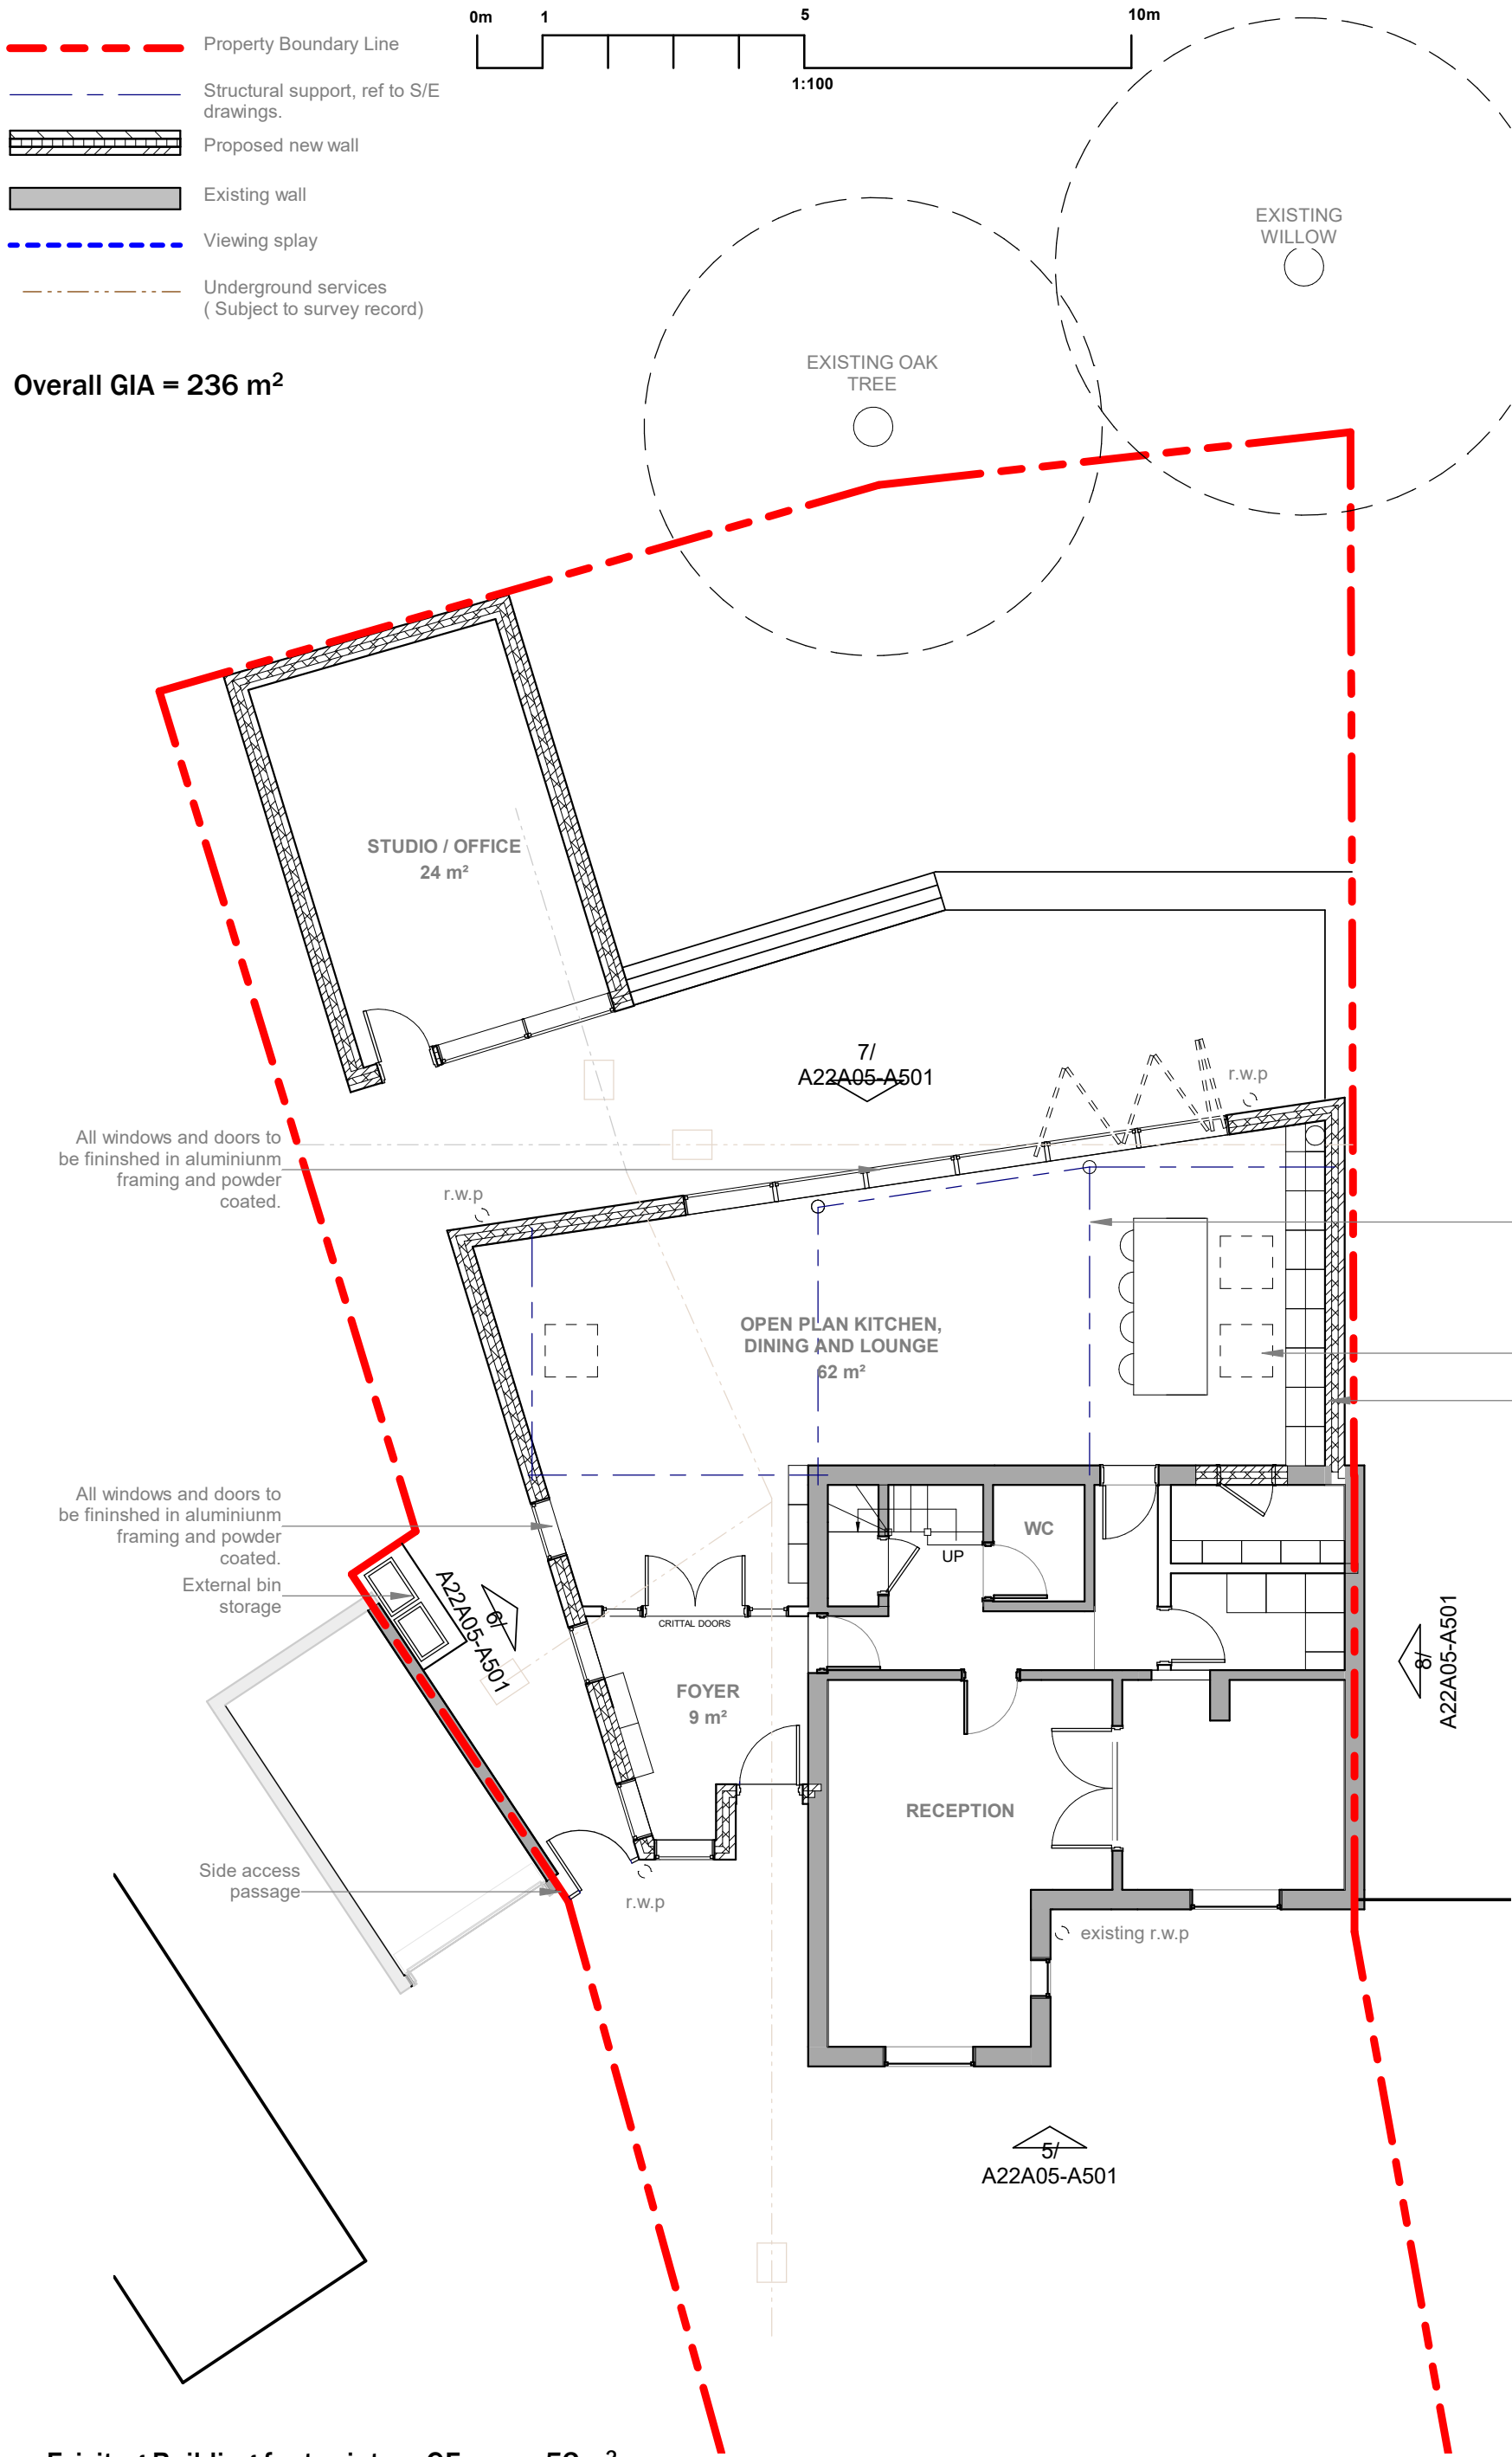 0m 1 5 10m
1:100
Property Boundary Line
Structural support, ref to S/E
drawings.
Proposed new wall
Existing wall
Viewing splay
Underground services
( Subject to survey record)
Overall GIA = 236 m²
EXISTING
WILLOW
EXISTING OAK
TREE
STUDIO / OFFICE
24 m²
7/
A22A05-A501
r.w.p
All windows and doors to
be fininshed in aluminiunm
framing and powder
coated.
r.w.p
OPEN PLAN KITCHEN,
DINING AND LOUNGE
62 m²
All windows and doors to
be fininshed in aluminiunm
framing and powder
coated.
External bin
storage
6/
A22A05-A501
WC
UP
CRITTAL DOORS
FOYER
9 m²
8/
A22A05-A501
RECEPTION
Side access
passage
r.w.p
existing r.w.p
5/
A22A05-A501